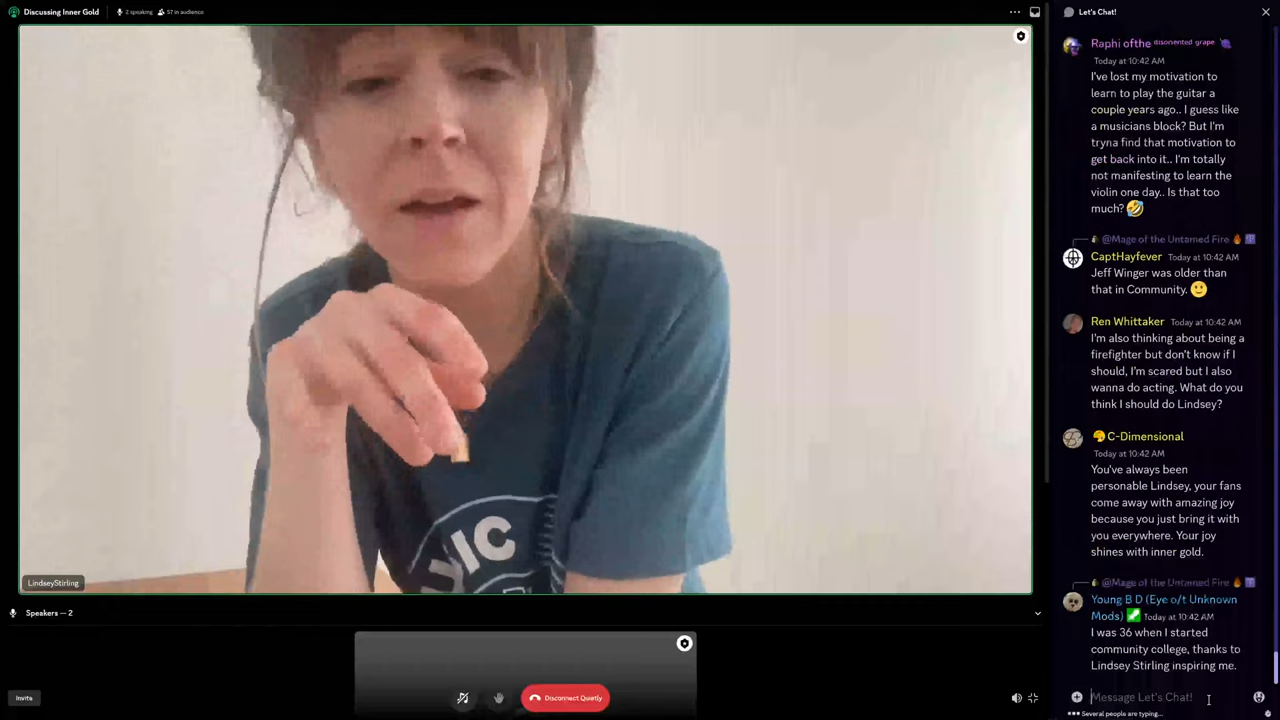 Discussing Inner Gold
2 speaking
57 in audience
LindseyStirling
Speakers — 2
Invite
Disconnect Quietly
Let's Chat!
Raphi ofthe disoriented grape
Today at 10:42 AM
I've lost my motivation to
learn to play the guitar a
couple years ago.. I guess like
a musicians block? But I'm
tryna find that motivation to
get back into it.. I'm totally
not manifesting to learn the
violin one day.. Is that too
much? 🤣
@Mage of the Untamed Fire
CaptHayfever Today at 10:42 AM
Jeff Winger was older than
that in Community. 🙂
Ren Whittaker Today at 10:42 AM
I'm also thinking about being a
firefighter but don't know if I
should, I'm scared but I also
wanna do acting. What do you
think I should do Lindsey?
C-Dimensional
Today at 10:42 AM
You've always been
personable Lindsey, your fans
come away with amazing joy
because you just bring it with
you everywhere. Your joy
shines with inner gold.
@Mage of the Untamed Fire
Young B D (Eye o/t Unknown
Mods) Today at 10:42 AM
I was 36 when I started
community college, thanks to
Lindsey Stirling inspiring me.
Message Let's Chat!
Several people are typing...